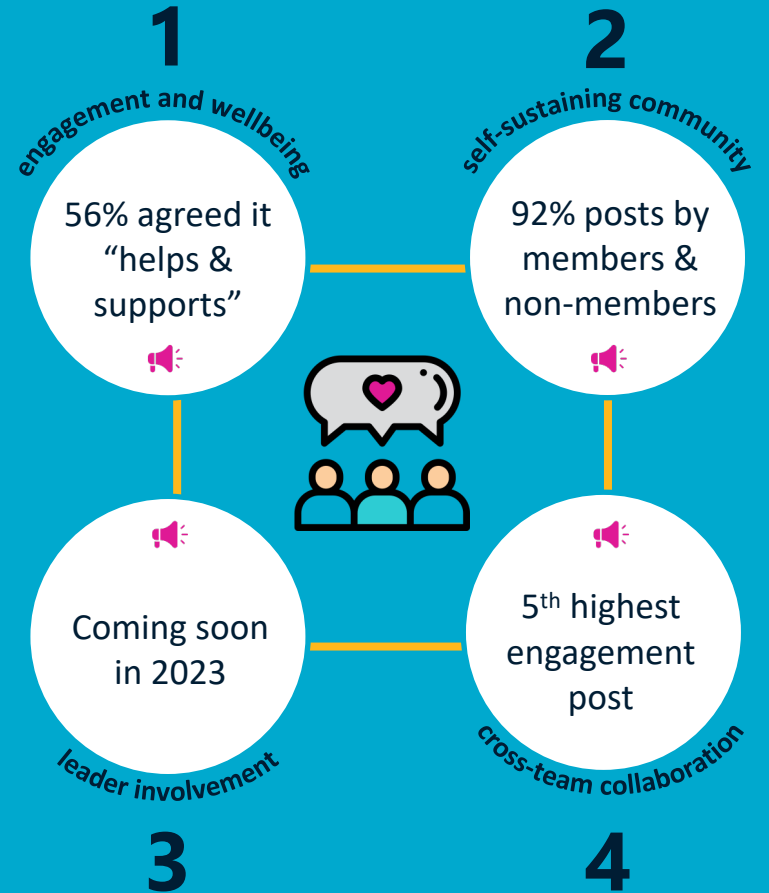 1
engagement and wellbeing
56% agreed it
“helps &
supports”
2
self-sustaining community
92% posts by
members &
non-members
Coming soon
in 2023
leader involvement
3
5th highest
engagement
post
cross-team collaboration
4